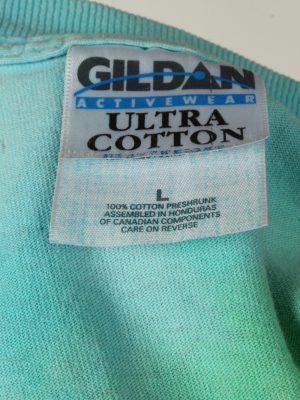 GILDAN
ACTIVEWEAR
ULTRA
COTTON
L
100% COTTON PRESHRUNK
ASSEMBLED IN HONDURAS
OF CANADIAN COMPONENTS
CARE ON REVERSE